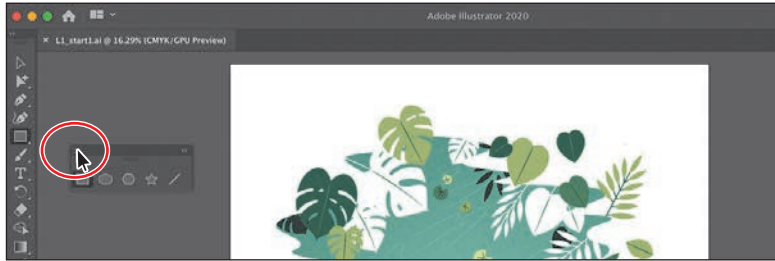 Adobe Illustrator 2020
× L1_start1.ai @ 16.29% (CMYK/GPU Preview)
T